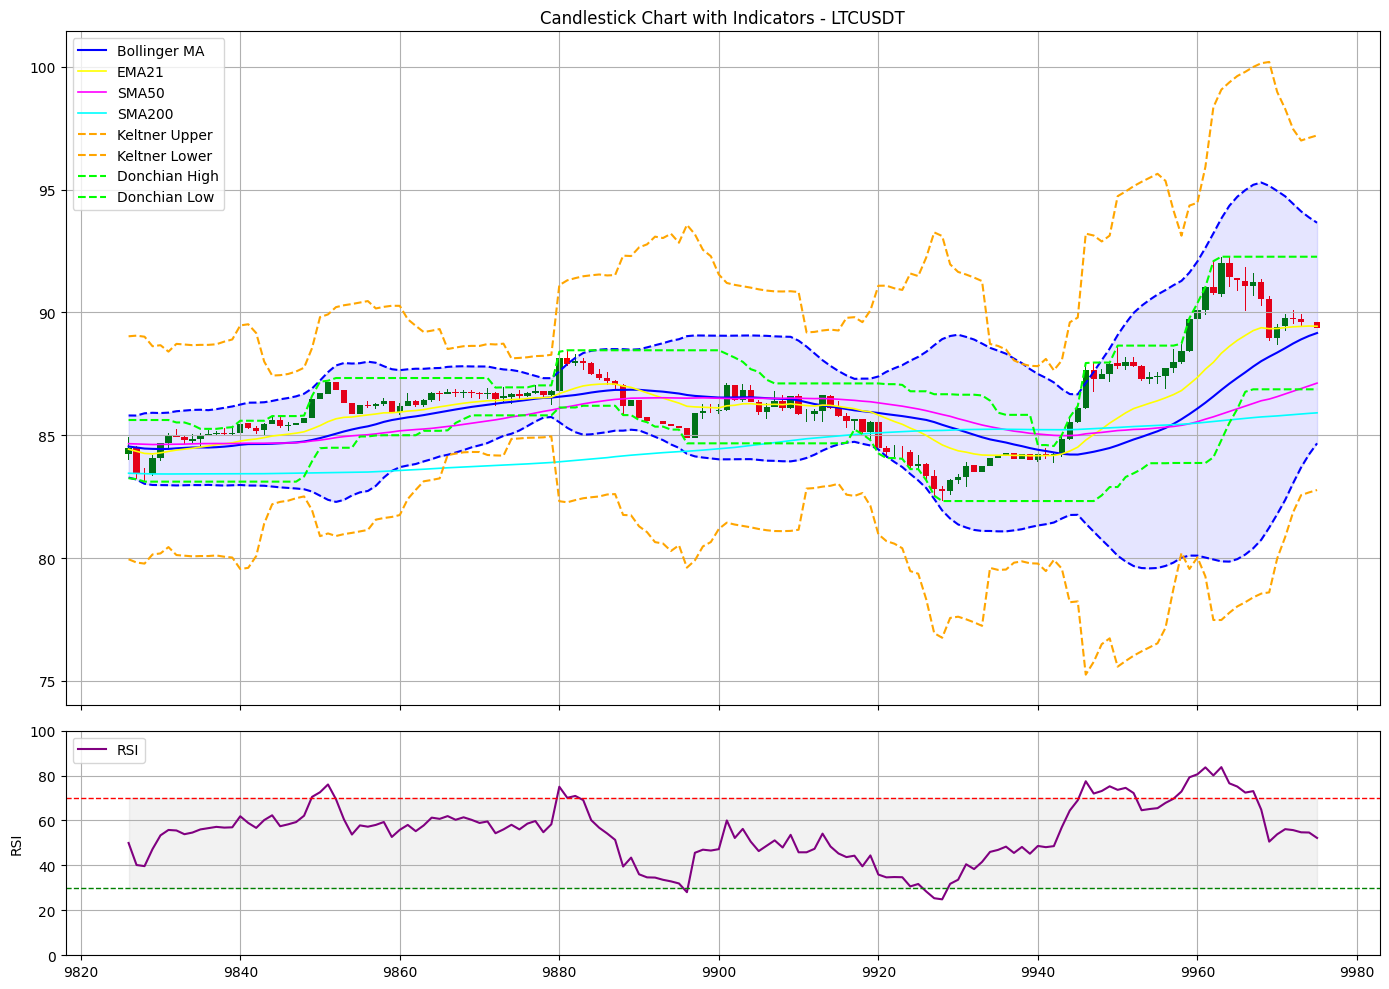 Candlestick Chart with Indicators - LTCUSDT
Bollinger MA
EMA21
SMA50
SMA200
Keltner Upper
Keltner Lower
Donchian High
Donchian Low
100
95
90
85
80
75
RSI
100
80
60
40
20
0
RSI
9820
9840
9860
9880
9900
9920
9940
9960
9980